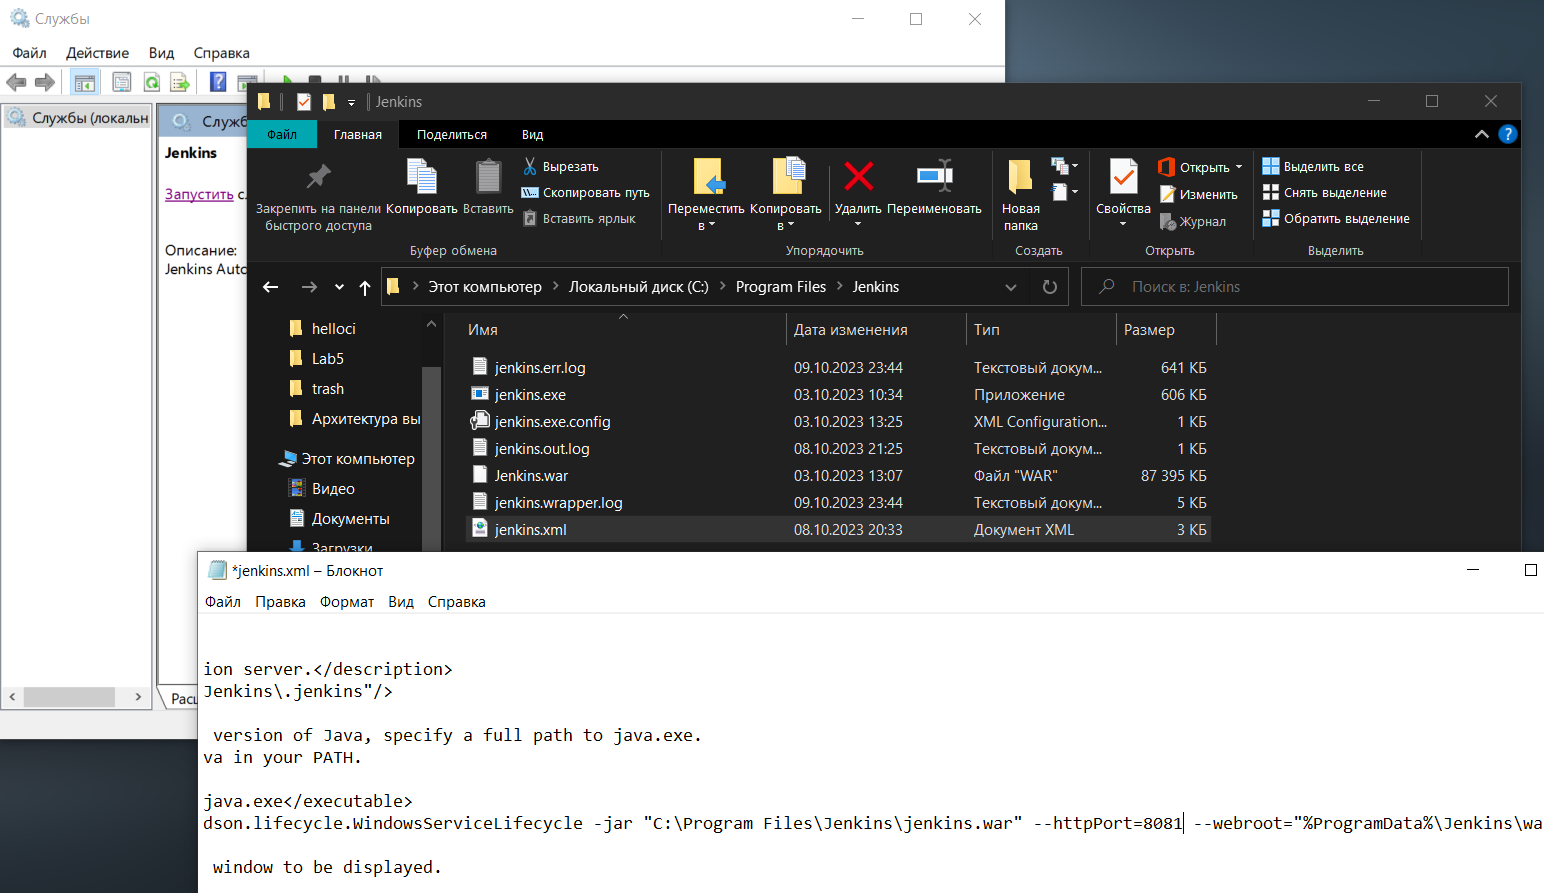 Службы
Файл Действие Вид Справка
Службы (локальн
Служб
Jenkins
Запустить с.
Описание:
Jenkins Auto
Расш
Jenkins
Файл Главная Поделиться Вид
Закрепить на панели быстрого доступа
Копировать
Вставить
Вырезать
Скопировать путь
Вставить ярлык
Буфер обмена
Переместить в
Копировать в
Удалить
Переименовать
Упорядочить
Новая папка
Создать
Свойства
Открыть
Изменить
Журнал
Открыть
Выделить все
Снять выделение
Обратить выделение
Выделить
Этот компьютер > Локальный диск (C:) > Program Files > Jenkins
Поиск в: Jenkins
helloci
Lab5
trash
Архитектура вы
Этот компьютер
Видео
Документы
Загрузки
Имя Дата изменения Тип Размер
jenkins.err.log 09.10.2023 23:44 Текстовый докум... 641 КБ
jenkins.exe 03.10.2023 10:34 Приложение 606 КБ
jenkins.exe.config 03.10.2023 13:25 XML Configuration... 1 КБ
jenkins.out.log 08.10.2023 21:25 Текстовый докум... 1 КБ
Jenkins.war 03.10.2023 13:07 Файл "WAR" 87 395 КБ
jenkins.wrapper.log 09.10.2023 23:44 Текстовый докум... 5 КБ
jenkins.xml 08.10.2023 20:33 Документ XML 3 КБ
*jenkins.xml – Блокнот
Файл Правка Формат Вид Справка
ion server.</description>
Jenkins\.jenkins"/>
version of Java, specify a full path to java.exe.
va in your PATH.
java.exe</executable>
dson.lifecycle.WindowsServiceLifecycle -jar "C:\Program Files\Jenkins\jenkins.war" --httpPort=8081 --webroot="%ProgramData%\Jenkins\wa
window to be displayed.